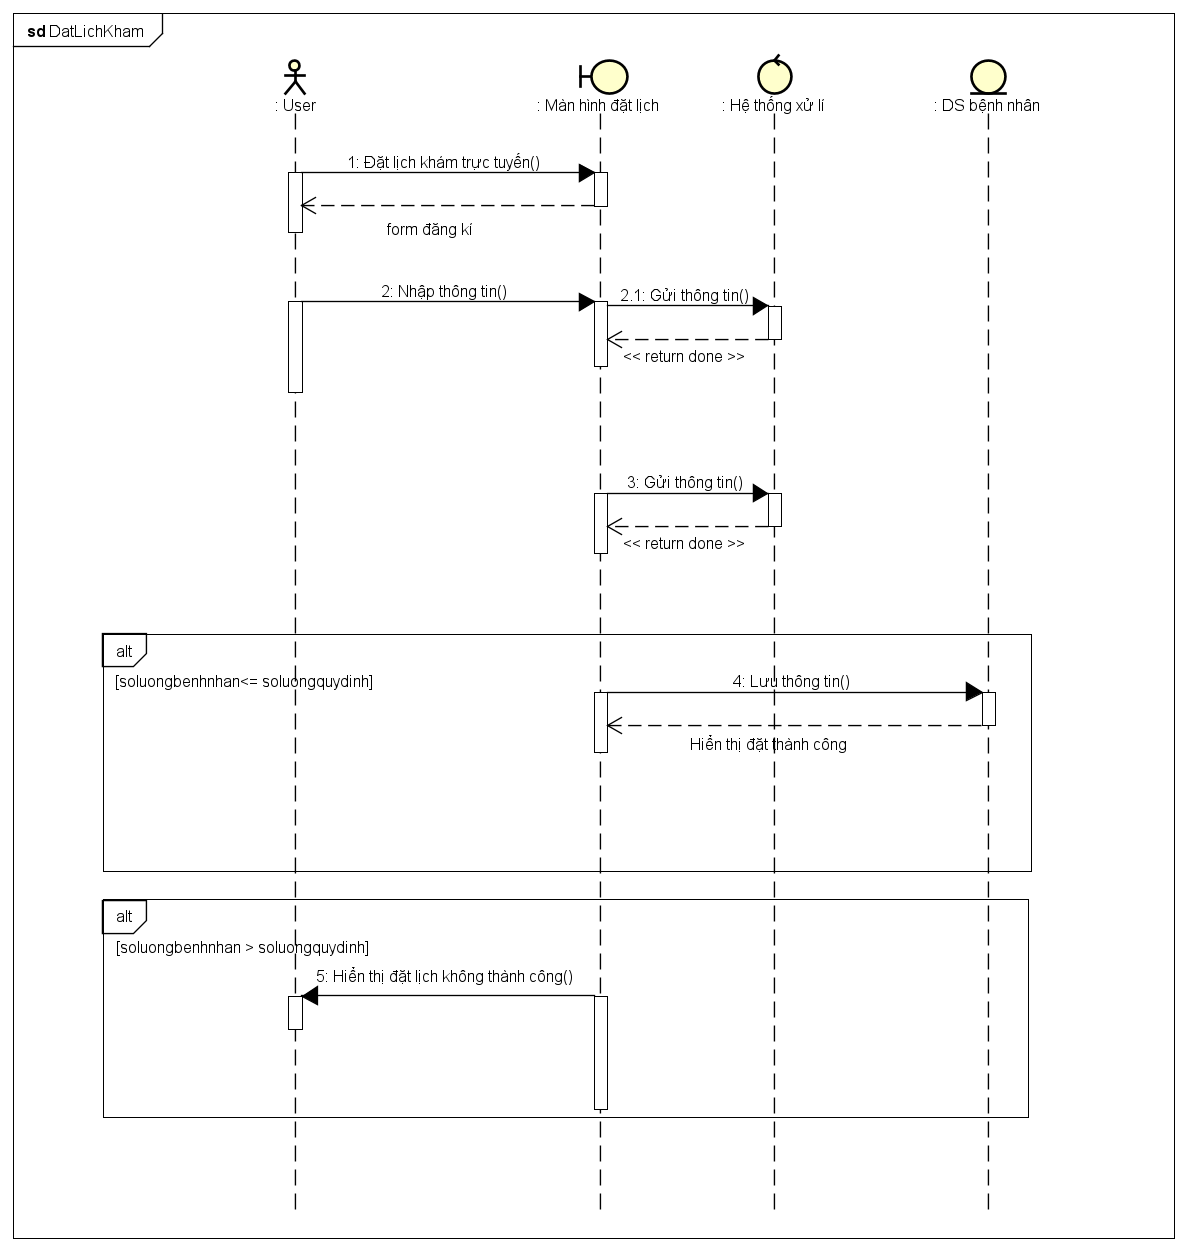 sd DatLichKham
: User
: Màn hình đặt lịch
: Hệ thống xử lí
: DS bệnh nhân
1: Đặt lịch khám trực tuyến()
form đăng kí
2: Nhập thông tin()
2.1: Gửi thông tin()
<< return done >>
3: Gửi thông tin()
<< return done >>
alt
[soluongbenhnhan<= soluongquydinh]
4: Lưu thông tin()
Hiển thị đặt thành công
alt
[soluongbenhnhan > soluongquydinh]
5: Hiển thị đặt lịch không thành công()